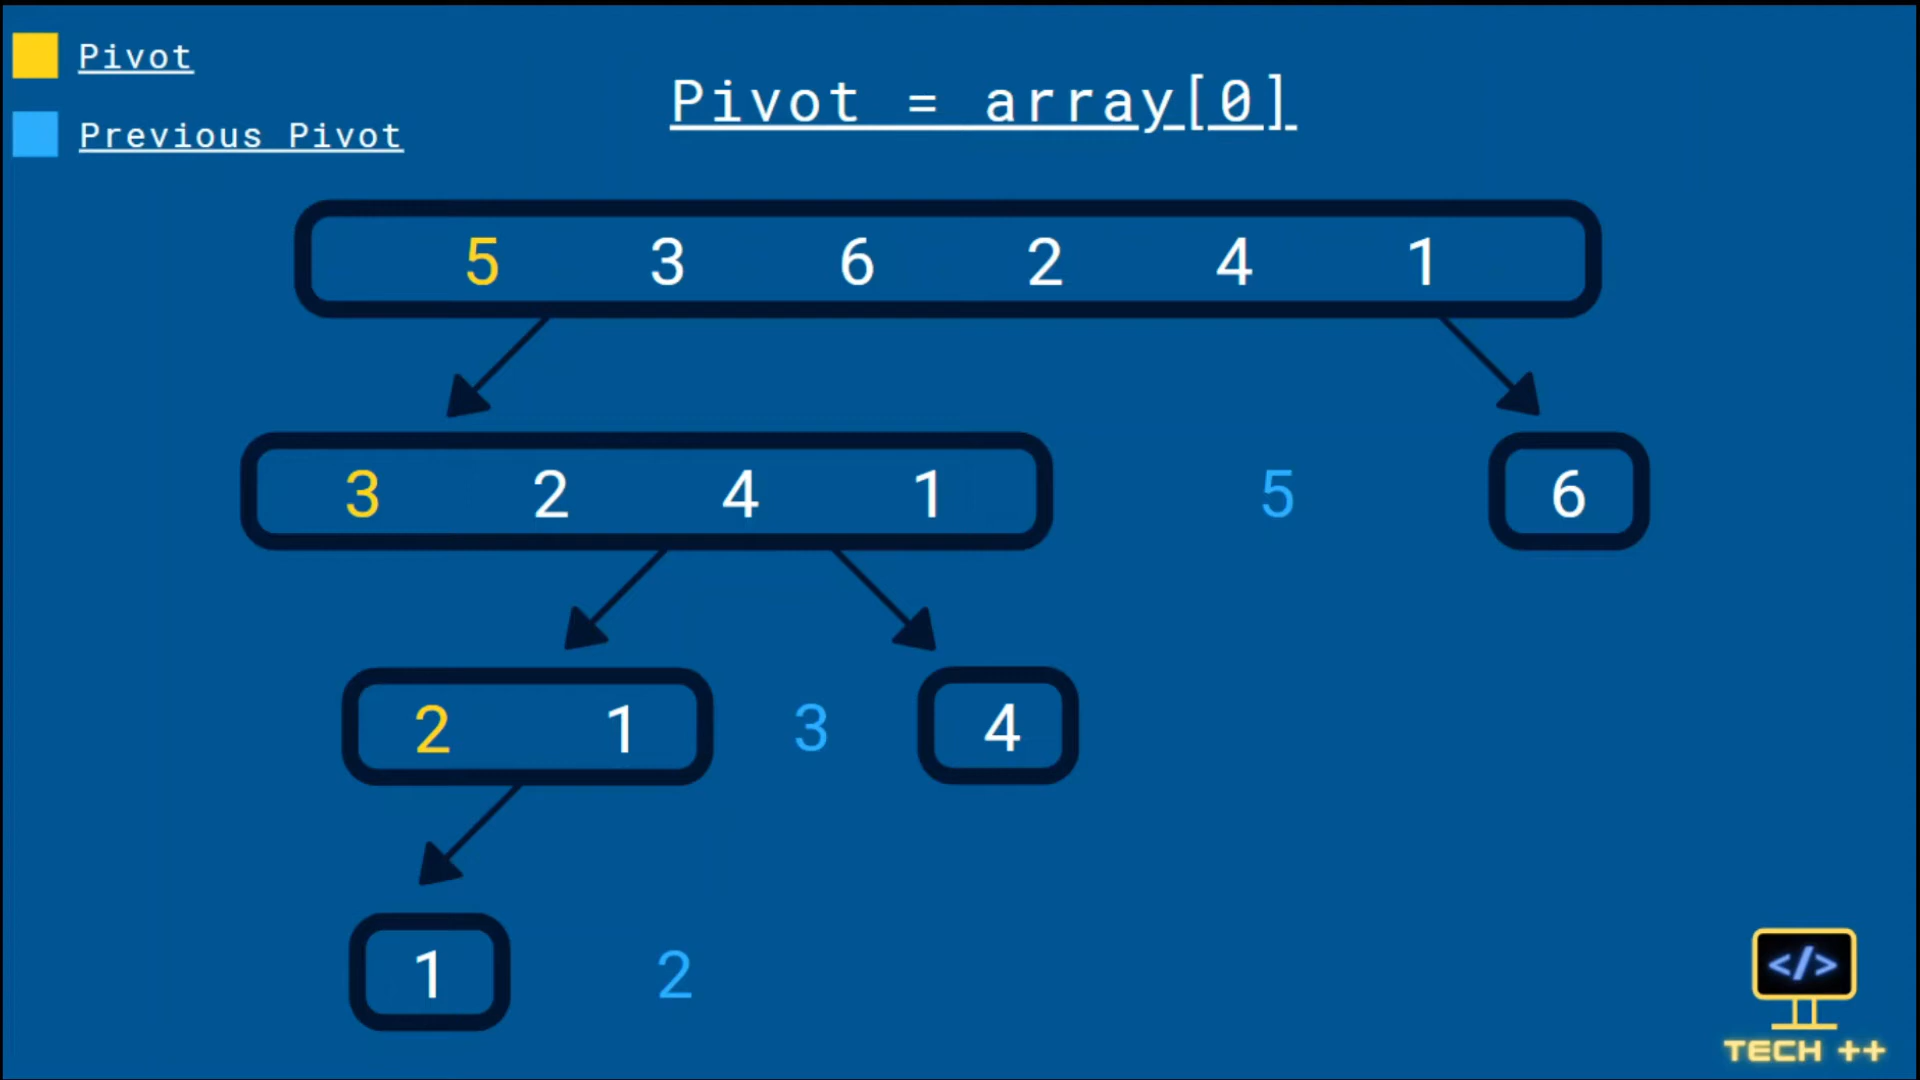 Pivot
Previous Pivot
Pivot = array[0]
5 3 6 2 4 1
3 2 4 1 5 6
2 1 3 4
1 2
</>
TECH ++